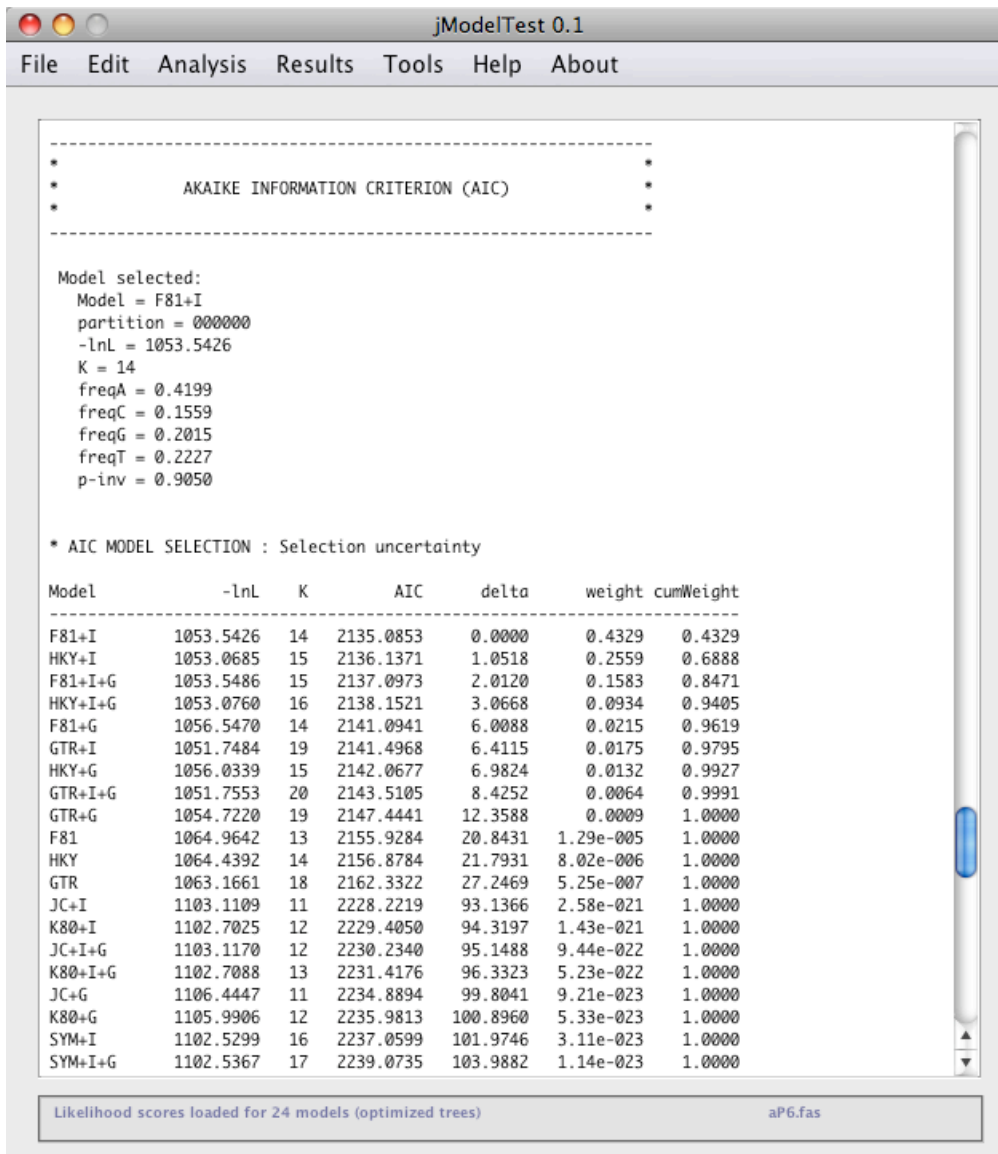 jModelTest 0.1
File Edit Analysis Results Tools Help About
--------------------------------------------------------------
* *
* AKAIKE INFORMATION CRITERION (AIC) *
* *
--------------------------------------------------------------
Model selected:
Model = F81+I
partition = 000000
-lnL = 1053.5426
K = 14
freqA = 0.4199
freqC = 0.1559
freqG = 0.2015
freqT = 0.2227
p-inv = 0.9050
* AIC MODEL SELECTION : Selection uncertainty
Model -lnL K AIC delta weight cumWeight
-----------------------------------------------------------------------
F81+I 1053.5426 14 2135.0853 0.0000 0.4329 0.4329
HKY+I 1053.0685 15 2136.1371 1.0518 0.2559 0.6888
F81+I+G 1053.5486 15 2137.0973 2.0120 0.1583 0.8471
HKY+I+G 1053.0760 16 2138.1521 3.0668 0.0934 0.9405
F81+G 1056.5470 14 2141.0941 6.0088 0.0215 0.9619
GTR+I 1051.7484 19 2141.4968 6.4115 0.0175 0.9795
HKY+G 1056.0339 15 2142.0677 6.9824 0.0132 0.9927
GTR+I+G 1051.7553 20 2143.5105 8.4252 0.0064 0.9991
GTR+G 1054.7220 19 2147.4441 12.3588 0.0009 1.0000
F81 1064.9642 13 2155.9284 20.8431 1.29e-005 1.0000
HKY 1064.4392 14 2156.8784 21.7931 8.02e-006 1.0000
GTR 1063.1661 18 2162.3322 27.2469 5.25e-007 1.0000
JC+I 1103.1109 11 2228.2219 93.1366 2.58e-021 1.0000
K80+I 1102.7025 12 2229.4050 94.3197 1.43e-021 1.0000
JC+I+G 1103.1170 12 2230.2340 95.1488 9.44e-022 1.0000
K80+I+G 1102.7088 13 2231.4176 96.3323 5.23e-022 1.0000
JC+G 1106.4447 11 2234.8894 99.8041 9.21e-023 1.0000
K80+G 1105.9906 12 2235.9813 100.8960 5.33e-023 1.0000
SYM+I 1102.5299 16 2237.0599 101.9746 3.11e-023 1.0000
SYM+I+G 1102.5367 17 2239.0735 103.9882 1.14e-023 1.0000
Likelihood scores loaded for 24 models (optimized trees) aP6.fas